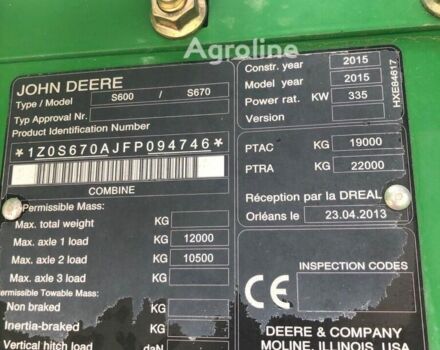 Agroline
JOHN DEERE
Type / Model S600 / S670
Typ Approval Nr.
Product Identification Number
*1Z0S670AJFP094746*
COMBINE
Permissible Mass:
Max. total weight KG
Max. axle 1 load KG 12000
Max. axle 2 load KG 10500
Max. axle 3 load KG
Permissible Towable Mass:
Non braked KG
Inertia-braked KG
Vertical hitch load daN
Constr. year 2015
Model year 2015
Power rat. KW 335
Version
HXE84617
PTAC KG 19000
PTRA KG 22000
Réception par la DREAL
Orléans le 23.04.2013
CE
INSPECTION CODES
DEERE & COMPANY
MOLINE, ILLINOIS, USA